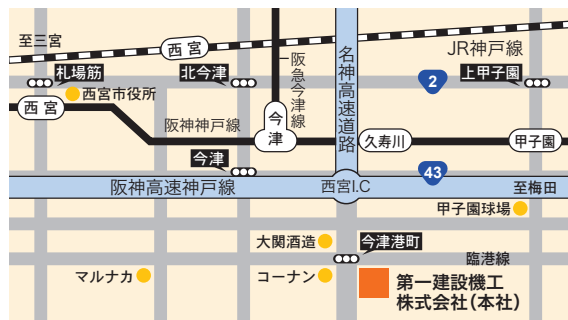 至三宮
西宮
JR神戸線
札場筋
北今津
阪急今津線
名神高速道路
2
上甲子園
西宮市役所
西宮
阪神神戸線
今津
久寿川
甲子園
今津
43
阪神高速神戸線
西宮I.C
至梅田
甲子園球場
大関酒造
今津港町
臨港線
マルナカ
コーナン
第一建設機工
株式会社(本社)